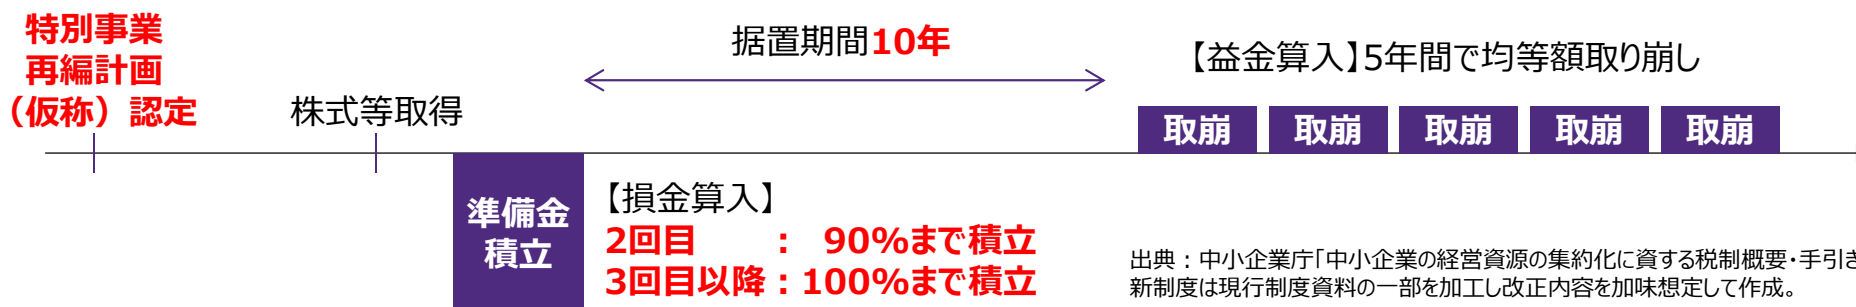 特別事業
再編計画
（仮称）認定
株式等取得
据置期間10年
【益金算入】5年間で均等額取り崩し
取崩 取崩 取崩 取崩 取崩
準備金
積立
【損金算入】
2回目 ： 90%まで積立
3回目以降：100%まで積立
出典：中小企業庁「中小企業の経営資源の集約化に資する税制概要・手引き
新制度は現行制度資料の一部を加工し改正内容を加味想定して作成。